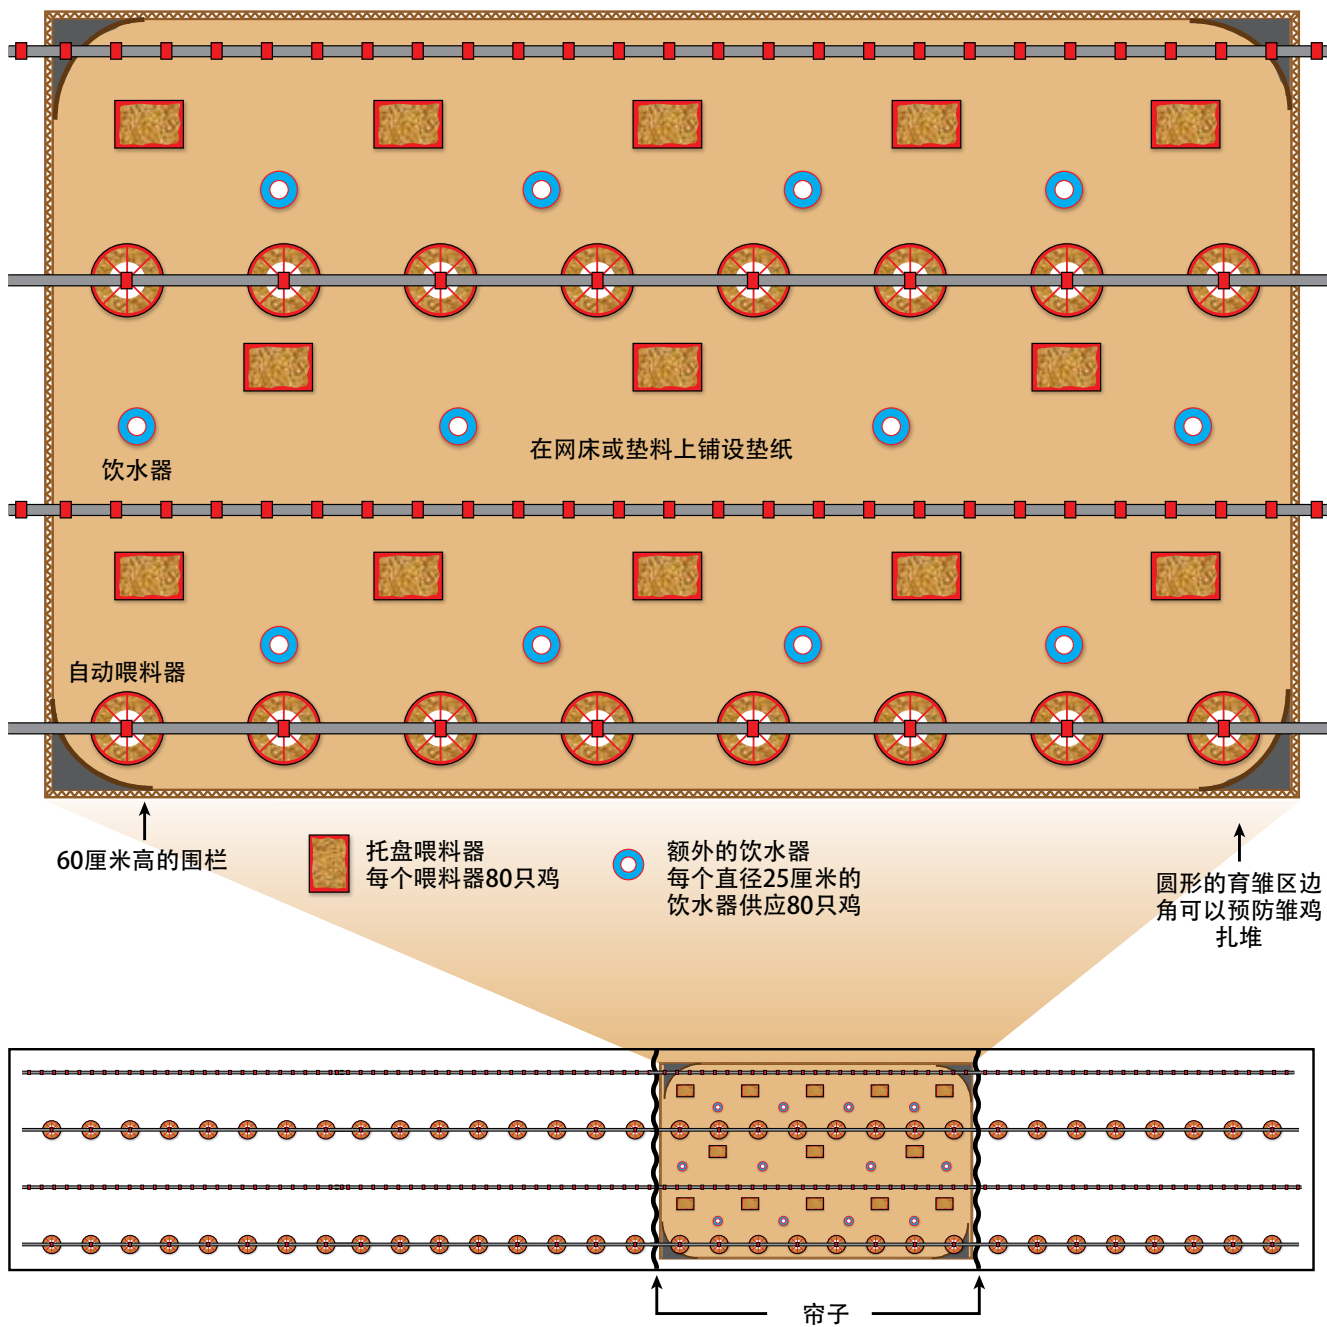 在网床或垫料上铺设垫纸
饮水器
自动喂料器
60厘米高的围栏
托盘喂料器
每个喂料器80只鸡
额外的饮水器
每个直径25厘米的
饮水器供应80只鸡
圆形的育雏区边
角可以预防雏鸡
扎堆
帘子